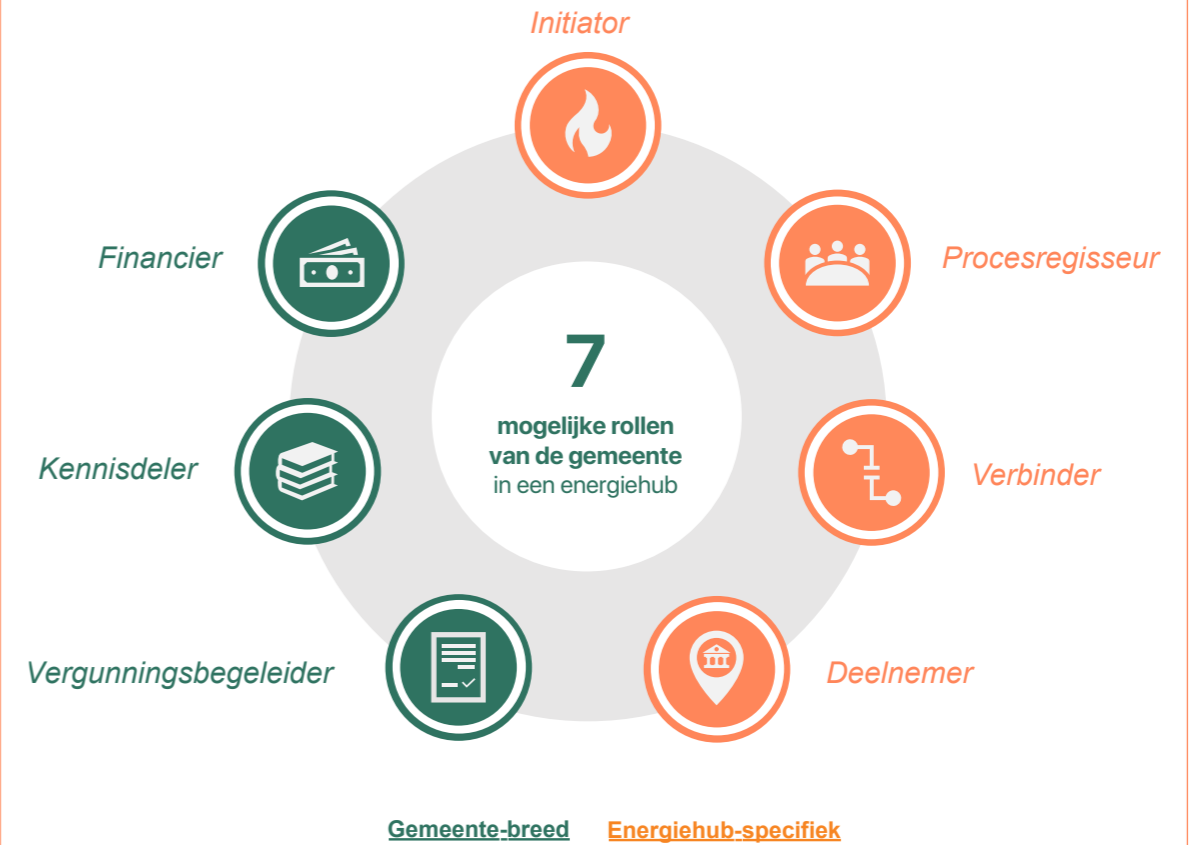 Initiator
Financier
Procesregisseur
7
mogelijke rollen
van de gemeente
in een energiehub
Kennisdeler
Verbinder
Vergunningsbegeleider
Deelnemer
Gemeente-breed
Energiehub-specifiek